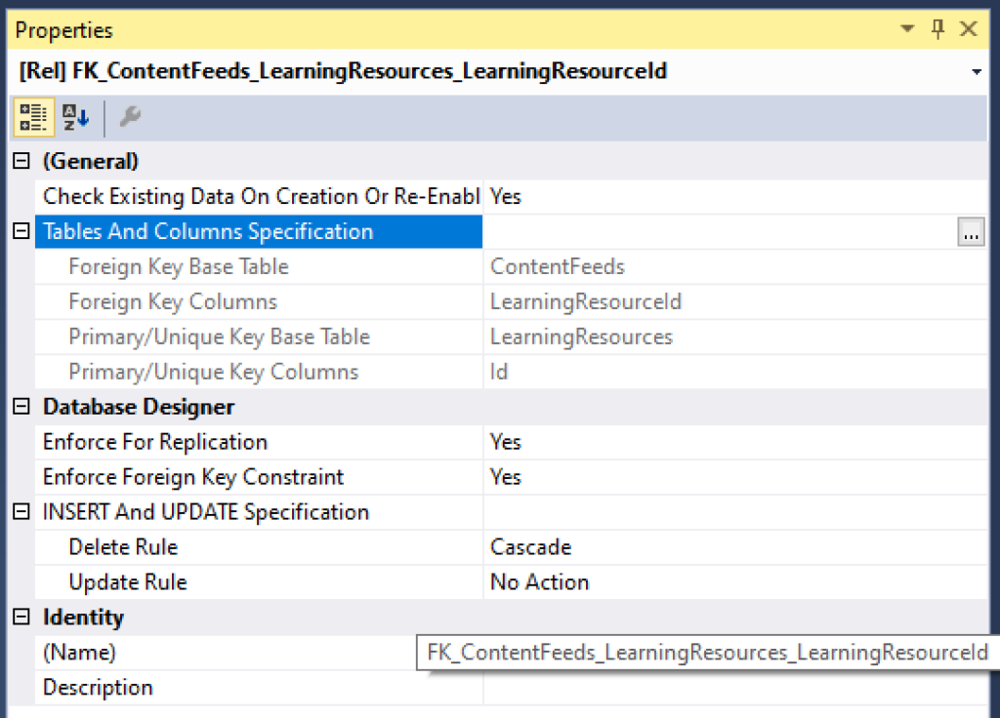 Properties
[Rel] FK_ContentFeeds_LearningResources_LearningResourceId
(General)
Check Existing Data On Creation Or Re-Enabl Yes
Tables And Columns Specification ...
Foreign Key Base Table ContentFeeds
Foreign Key Columns LearningResourceId
Primary/Unique Key Base Table LearningResources
Primary/Unique Key Columns Id
Database Designer
Enforce For Replication Yes
Enforce Foreign Key Constraint Yes
INSERT And UPDATE Specification
Delete Rule Cascade
Update Rule No Action
Identity
(Name) FK_ContentFeeds_LearningResources_LearningResourceId
Description